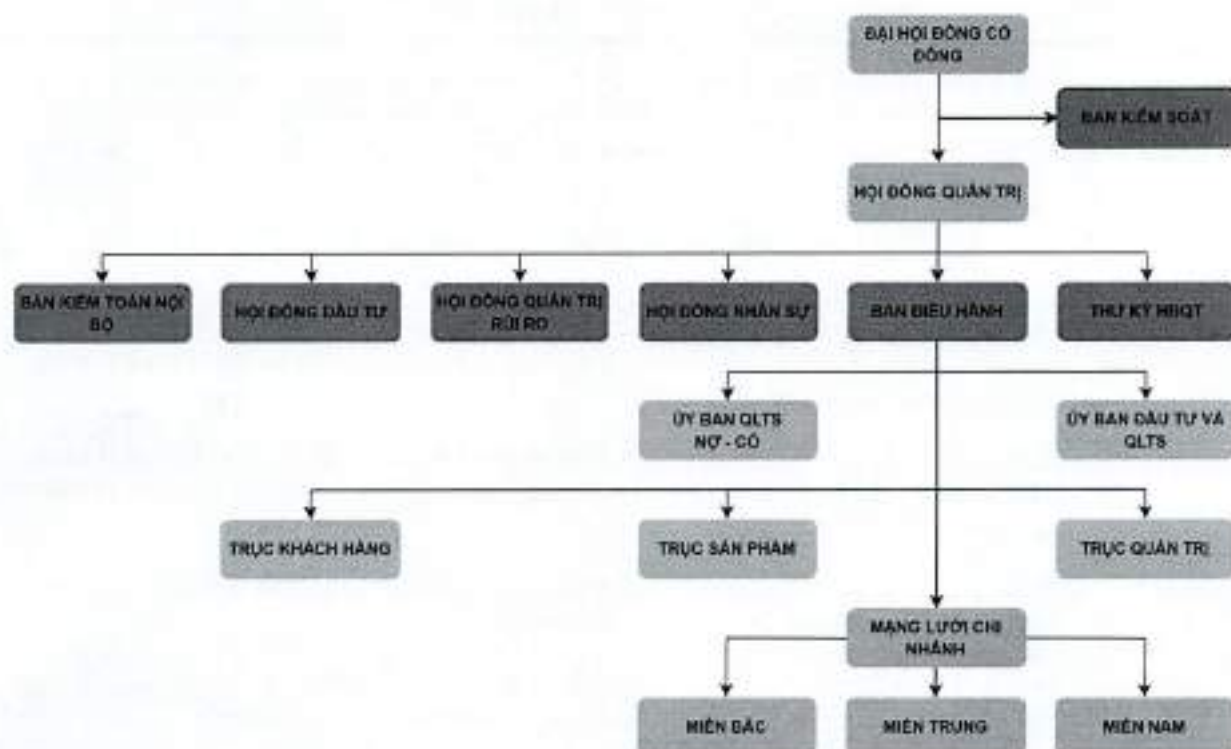 ĐẠI HỘI ĐỒNG CỔ
ĐÔNG
BAN KIỂM SOÁT
HỘI ĐỒNG QUẢN TRỊ
BAN KIỂM TOÁN NỘI
BỘ
HỘI ĐỒNG ĐẦU TƯ
HỘI ĐỒNG QUẢN TRỊ
RỦI RO
HỘI ĐỒNG NHÂN SỰ
BAN ĐIỀU HÀNH
THƯ KÝ HĐQT
ỦY BAN QLTS
NỢ - CÓ
ỦY BAN ĐẦU TƯ VÀ
QLTS
TRỤC KHÁCH HÀNG
TRỤC SẢN PHẨM
TRỤC QUẢN TRỊ
MẠNG LƯỚI CHI
NHÁNH
MIỀN BẮC
MIỀN TRUNG
MIỀN NAM